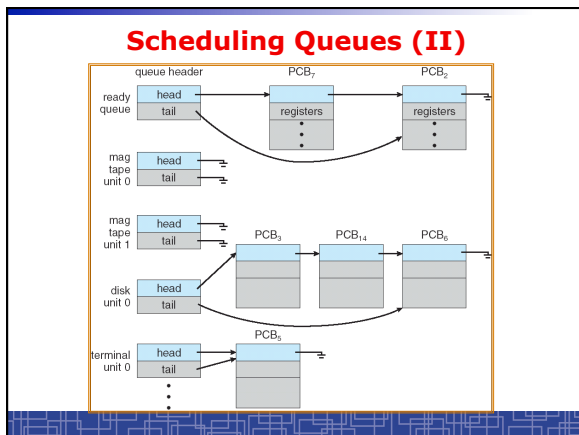 Scheduling Queues (II)
queue header PCB₇ PCB₂
ready queue
head
tail
registers
registers
mag tape unit 0
head
tail
mag tape unit 1
head
tail
PCB₃ PCB₁₄ PCB₆
disk unit 0
head
tail
PCB₅
terminal unit 0
head
tail